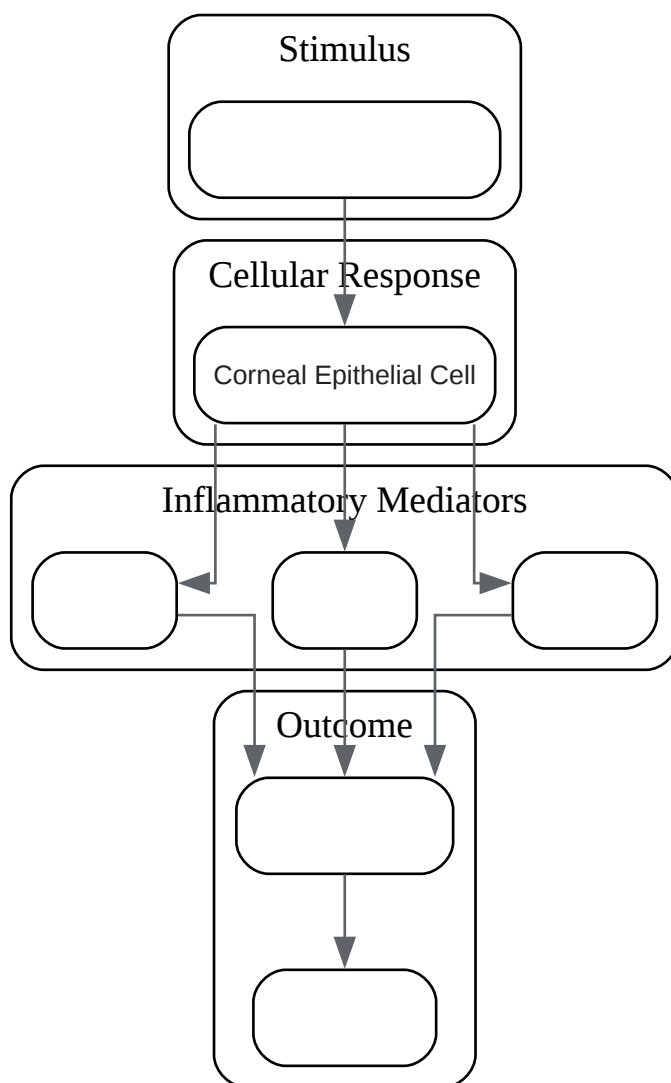 Stimulus
Cellular Response
Corneal Epithelial Cell
Inflammatory Mediators
Outcome